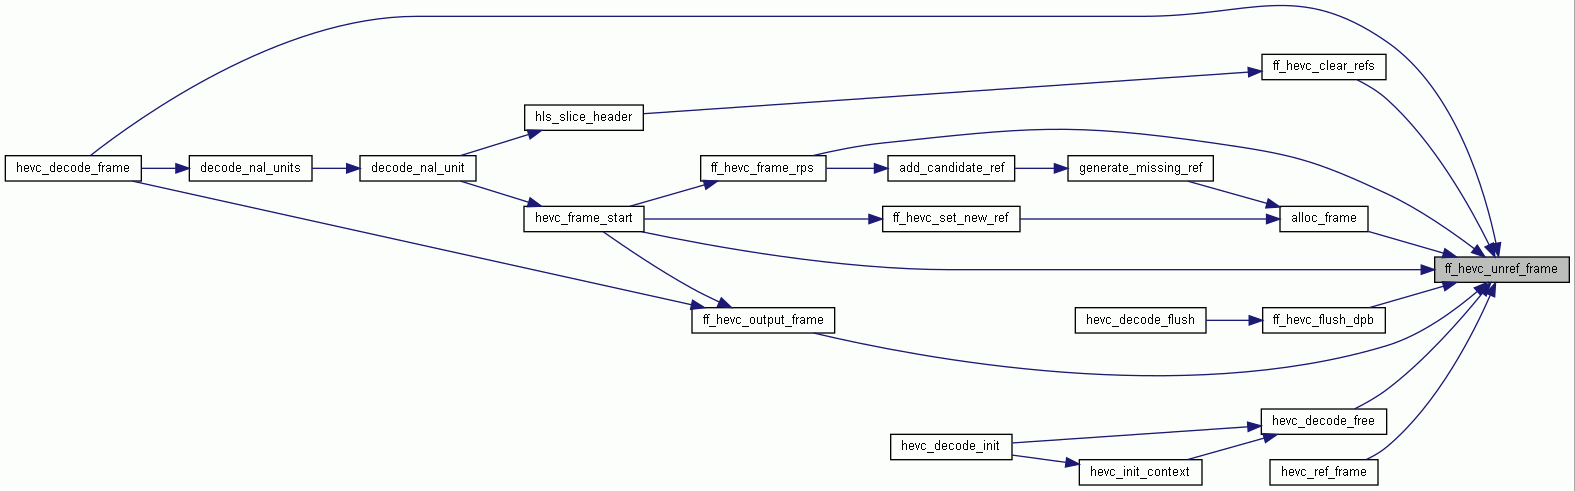 ff_hevc_clear_refs
hls_slice_header
hevc_decode_frame
decode_nal_units
decode_nal_unit
ff_hevc_frame_rps
add_candidate_ref
generate_missing_ref
hevc_frame_start
ff_hevc_set_new_ref
alloc_frame
ff_hevc_unref_frame
ff_hevc_output_frame
hevc_decode_flush
ff_hevc_flush_dpb
hevc_decode_free
hevc_decode_init
hevc_init_context
hevc_ref_frame